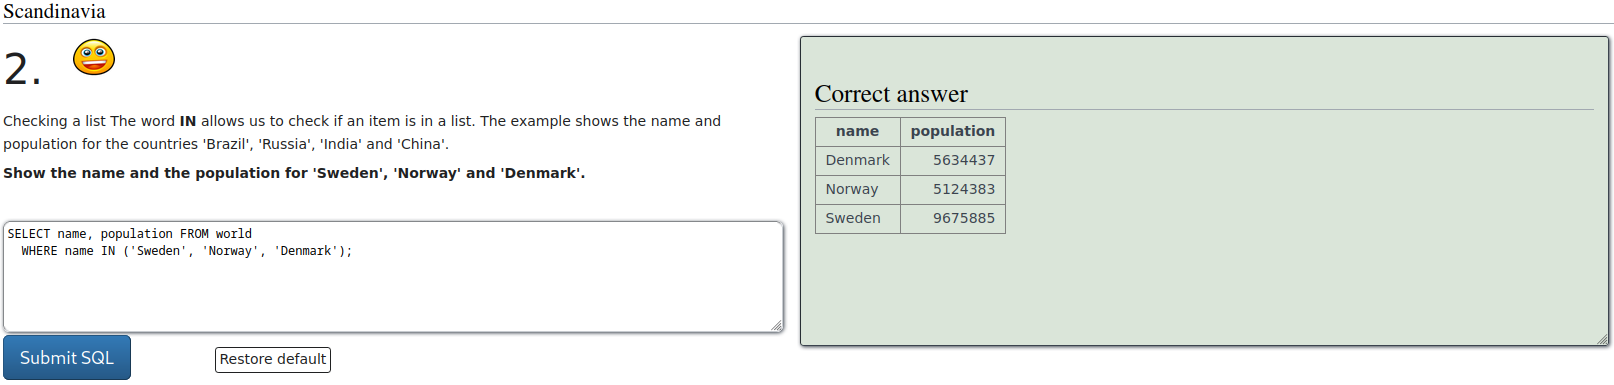 Scandinavia
2.
Checking a list The word IN allows us to check if an item is in a list. The example shows the name and
population for the countries 'Brazil', 'Russia', 'India' and 'China'.
Show the name and the population for 'Sweden', 'Norway' and 'Denmark'.
SELECT name, population FROM world
  WHERE name IN ('Sweden', 'Norway', 'Denmark');
Submit SQL
Restore default
Correct answer
name population
Denmark 5634437
Norway 5124383
Sweden 9675885